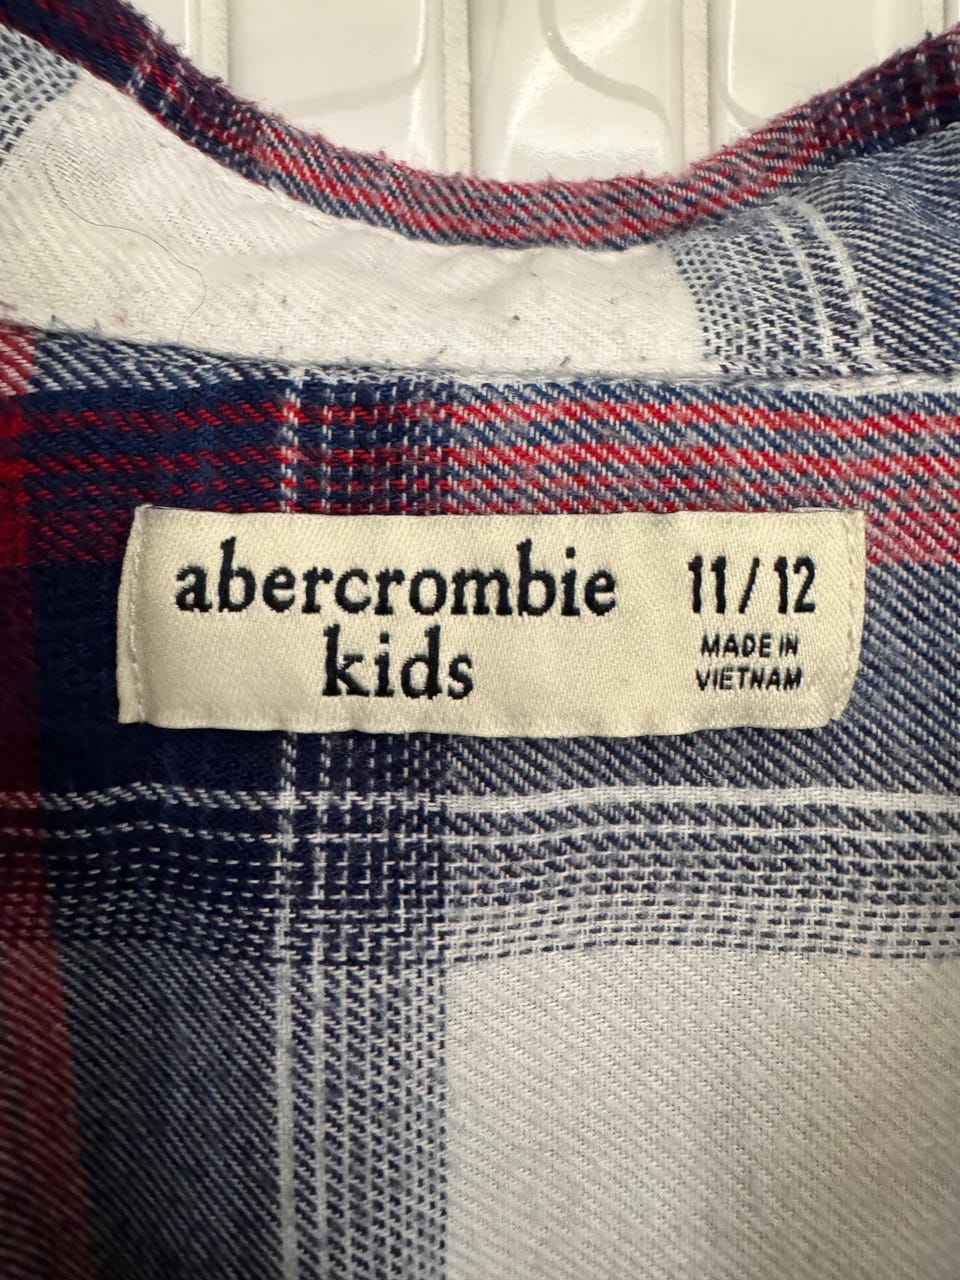 abercrombie
kids
11/12
MADE IN
VIETNAM